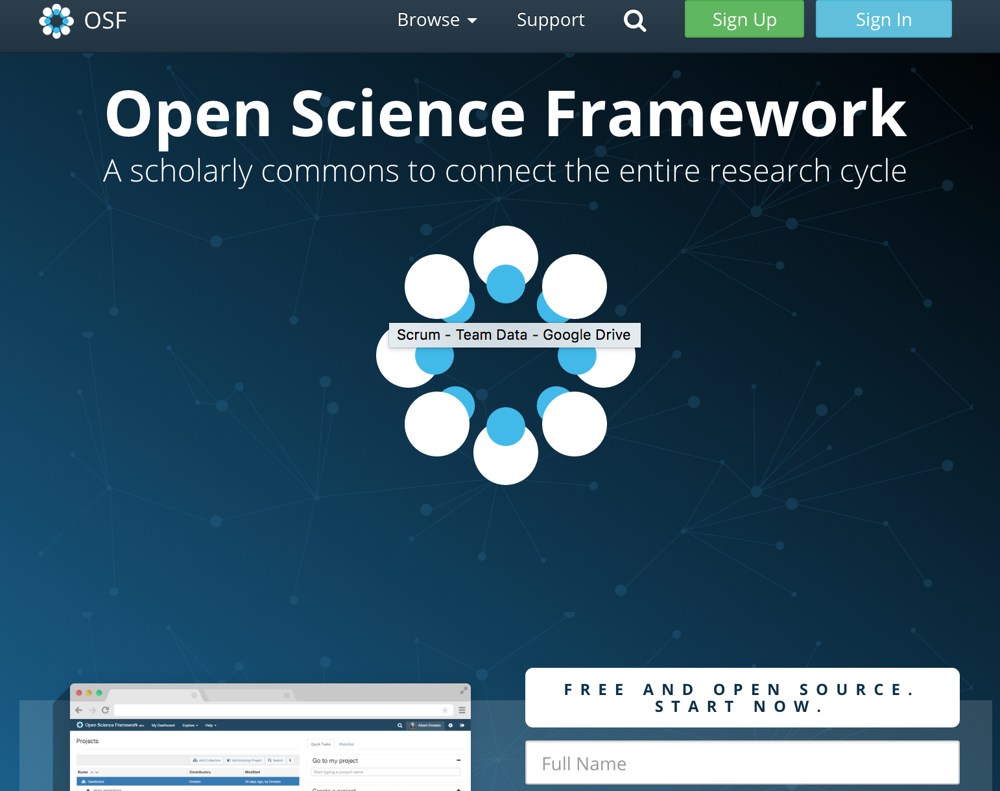 OSF
Browse
Support
Sign Up
Sign In
Open Science Framework
A scholarly commons to connect the entire research cycle
Scrum - Team Data - Google Drive
FREE AND OPEN SOURCE.
START NOW.
Full Name
Open Science Framework
My Dashboard
Explore
Help
Albert Einstein
Projects
Quick Tasks
Watchlist
Add Collection
Add Existing Project
Search
Go to my project
Start typing a project name
Name
Contributors
Modified
Dashboard
Einstein
18 days ago, by Einstein
All my registrations
Create a project